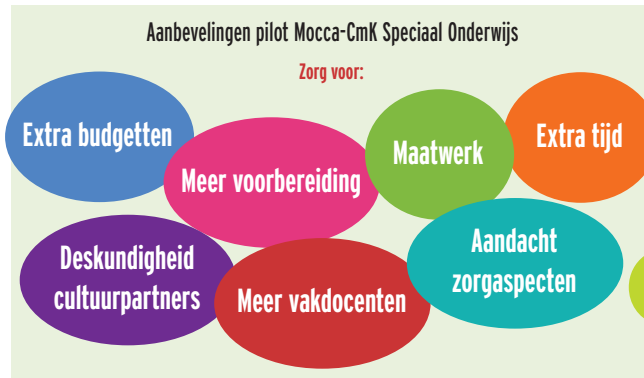 Aanbevelingen pilot Mocca-CmK Speciaal Onderwijs
Zorg voor:
Extra budgetten
Meer voorbereiding
Maatwerk
Extra tijd
Deskundigheid
cultuurpartners
Meer vakdocenten
Aandacht
zorgaspecten